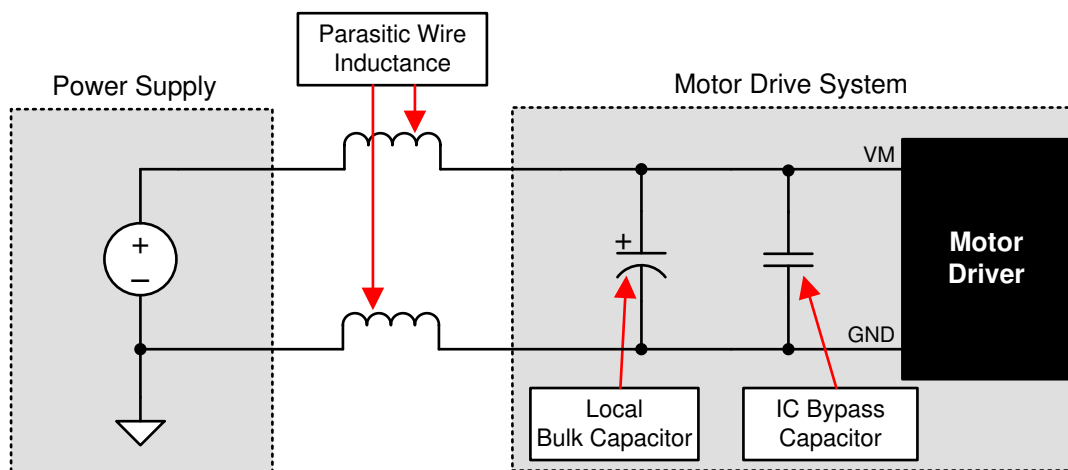 Parasitic Wire
Inductance
Power Supply
Motor Drive System
VM
+
–
+
Motor
Driver
GND
Local
Bulk Capacitor
IC Bypass
Capacitor